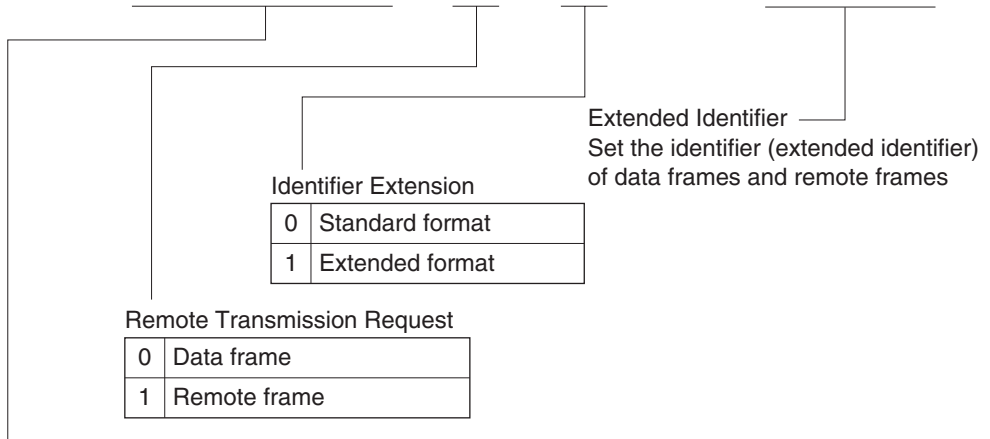 Extended Identifier
Set the identifier (extended identifier)
of data frames and remote frames
Identifier Extension
0 Standard format
1 Extended format
Remote Transmission Request
0 Data frame
1 Remote frame